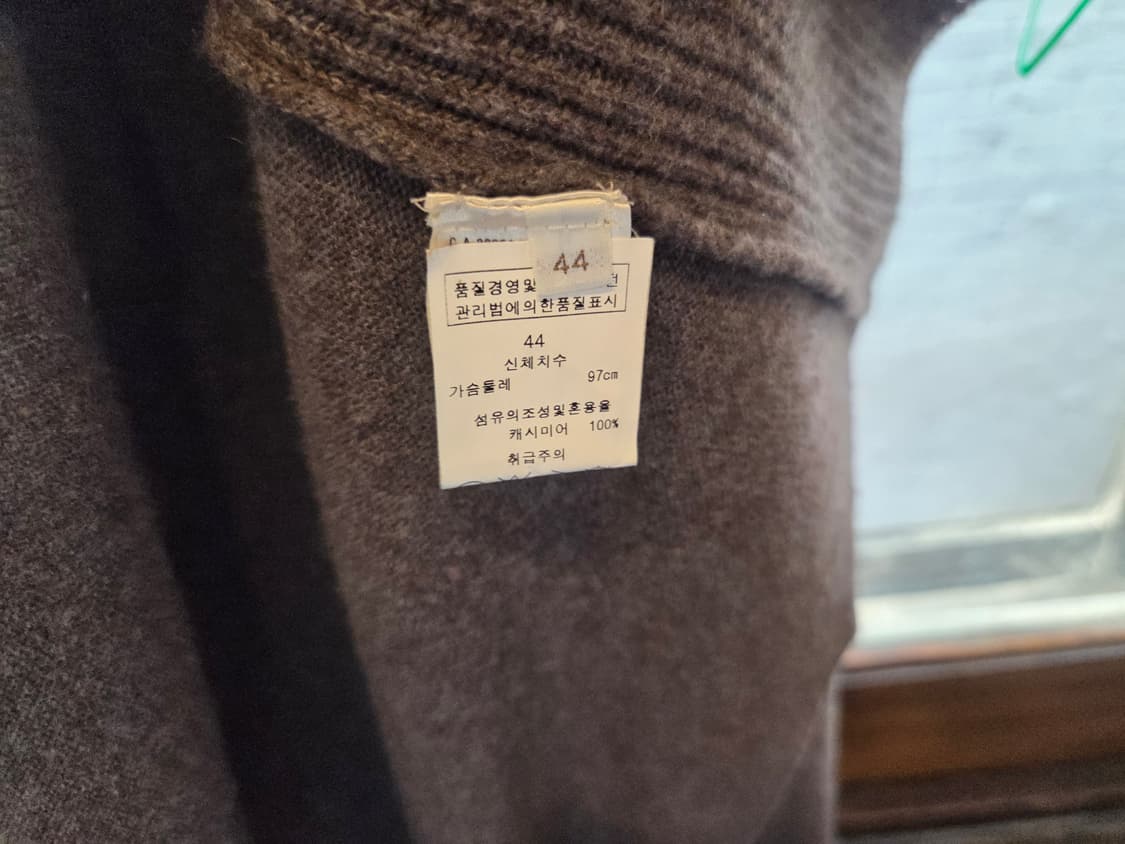 44
품질경영및
관리법에의한품질표시
44
신체치수
가슴둘레 97cm
섬유의조성및혼용율
캐시미어 100%
취급주의